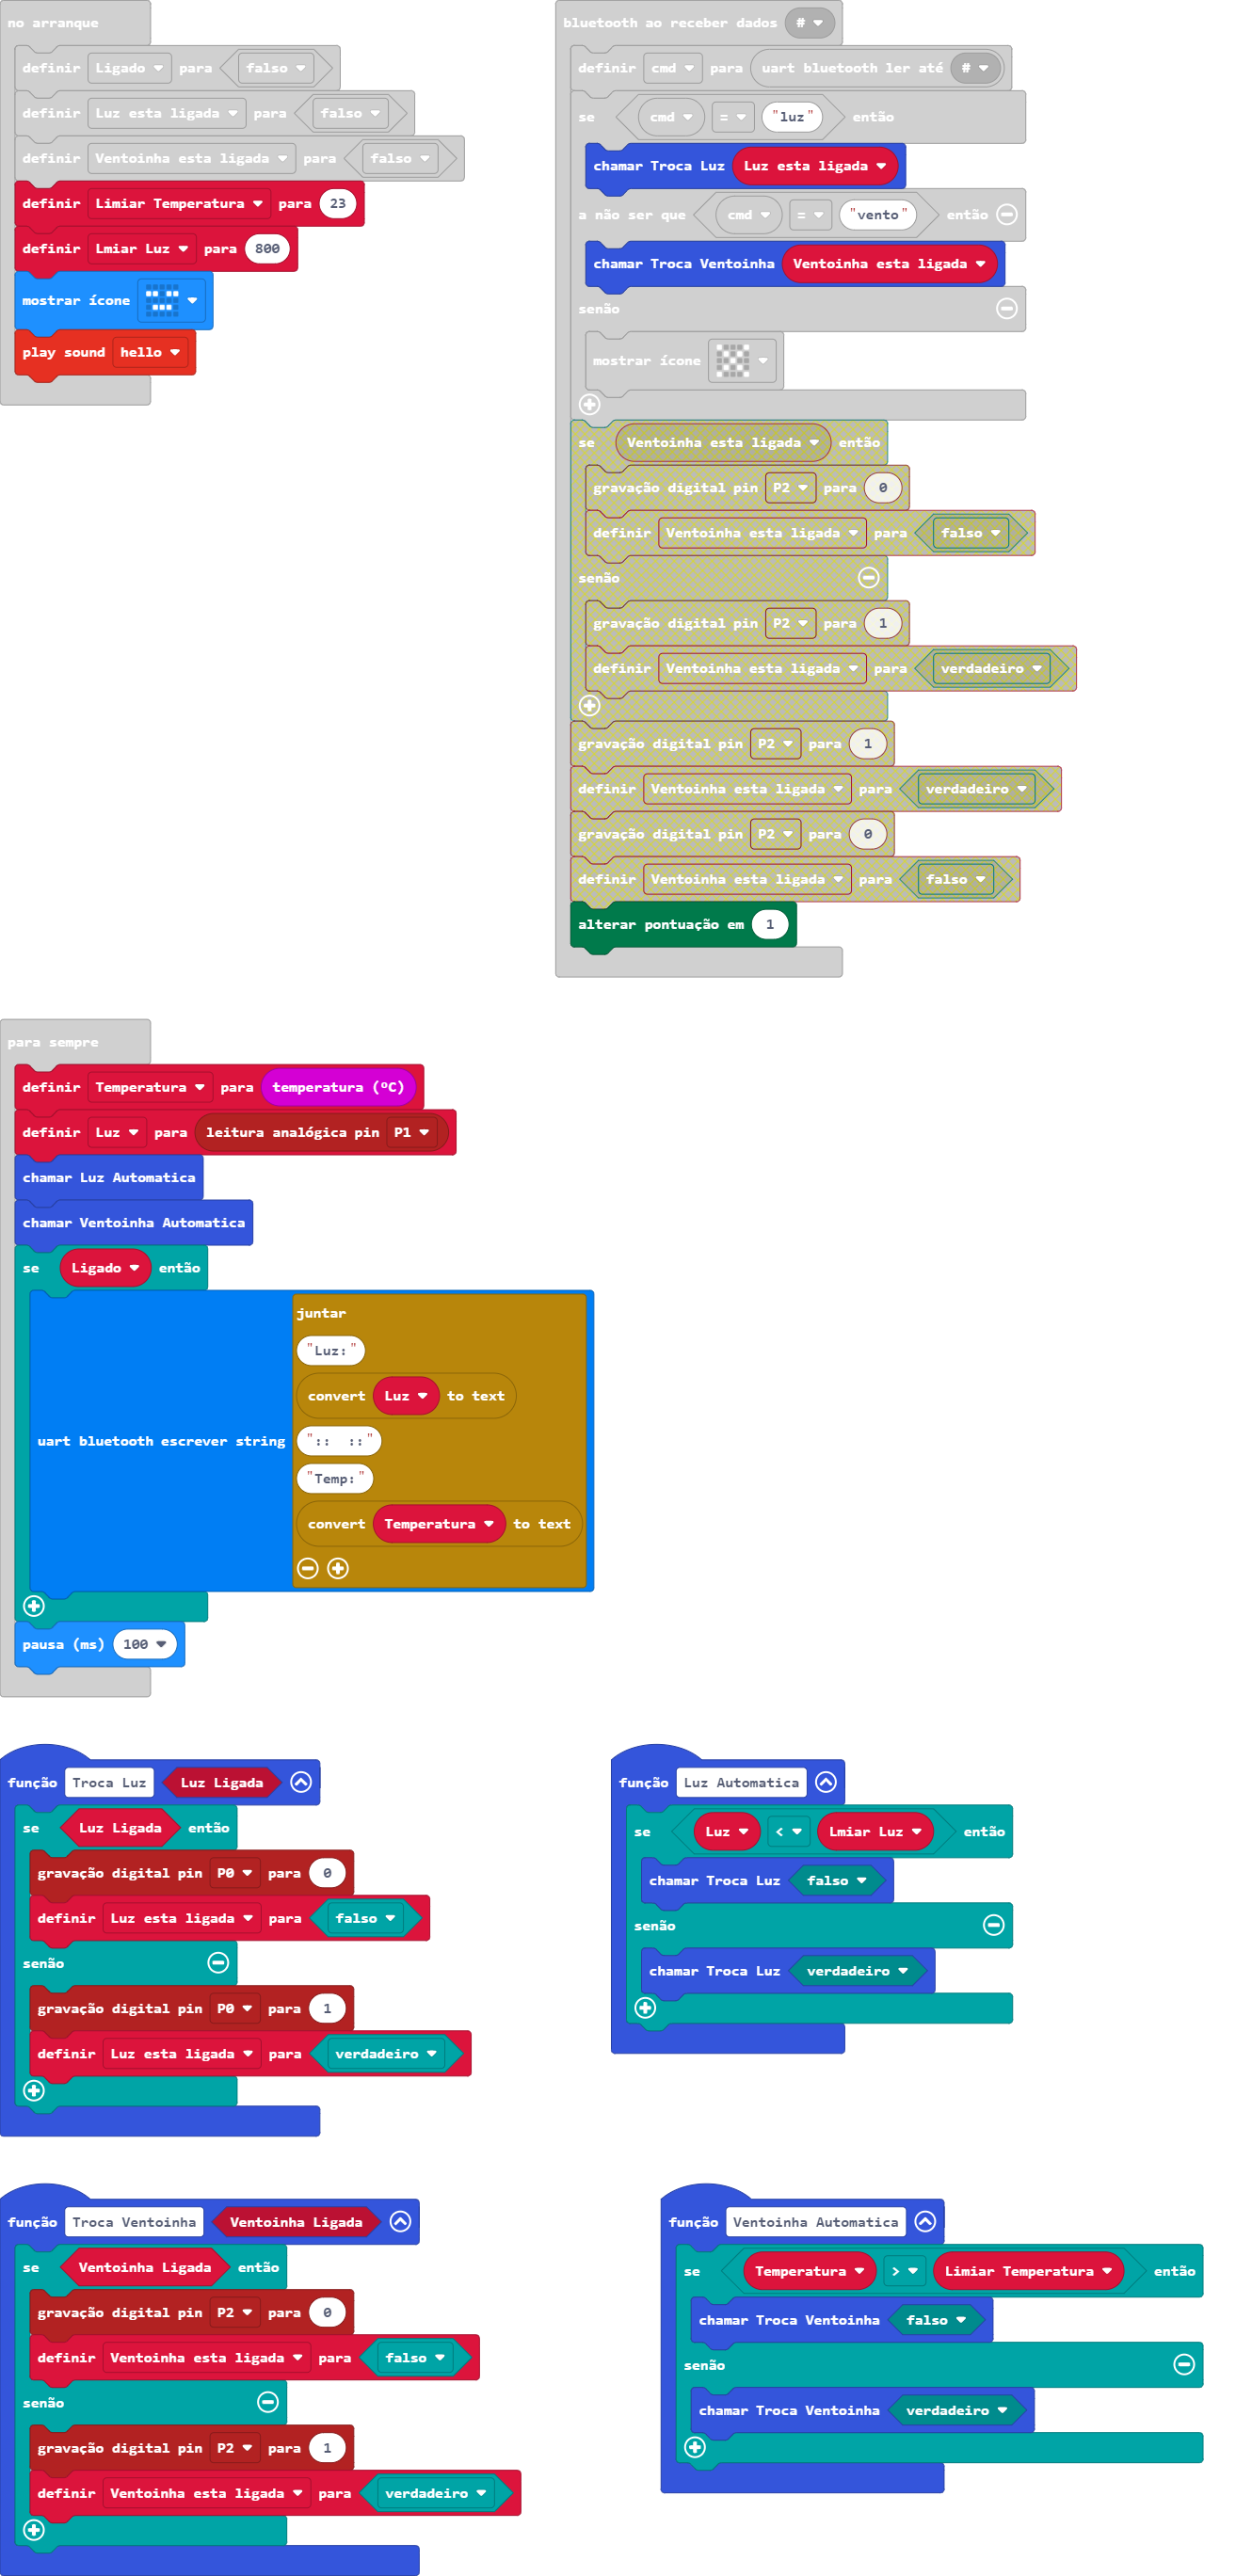 no arranque
definir Ligado para falso
definir Luz esta ligada para falso
definir Ventoinha esta ligada para falso
definir Limiar Temperatura para 23
definir Lmiar Luz para 800
mostrar ícone
play sound hello
bluetooth ao receber dados #
definir cmd para uart bluetooth ler até #
se cmd = "luz" então
chamar Troca Luz Luz esta ligada
a não ser que cmd = "vento" então
chamar Troca Ventoinha Ventoinha esta ligada
senão
mostrar ícone
se Ventoinha esta ligada então
gravação digital pin P2 para 0
definir Ventoinha esta ligada para falso
senão
gravação digital pin P2 para 1
definir Ventoinha esta ligada para verdadeiro
gravação digital pin P2 para 1
definir Ventoinha esta ligada para verdadeiro
gravação digital pin P2 para 0
definir Ventoinha esta ligada para falso
alterar pontuação em 1
para sempre
definir Temperatura para temperatura (ºC)
definir Luz para leitura analógica pin P1
chamar Luz Automatica
chamar Ventoinha Automatica
se Ligado então
juntar
"Luz:"
convert Luz to text
uart bluetooth escrever string ":: ::"
"Temp:"
convert Temperatura to text
pausa (ms) 100
função Troca Luz Luz Ligada
se Luz Ligada então
gravação digital pin P0 para 0
definir Luz esta ligada para falso
senão
gravação digital pin P0 para 1
definir Luz esta ligada para verdadeiro
função Luz Automatica
se Luz < Lmiar Luz então
chamar Troca Luz falso
senão
chamar Troca Luz verdadeiro
função Troca Ventoinha Ventoinha Ligada
se Ventoinha Ligada então
gravação digital pin P2 para 0
definir Ventoinha esta ligada para falso
senão
gravação digital pin P2 para 1
definir Ventoinha esta ligada para verdadeiro
função Ventoinha Automatica
se Temperatura > Limiar Temperatura então
chamar Troca Ventoinha falso
senão
chamar Troca Ventoinha verdadeiro